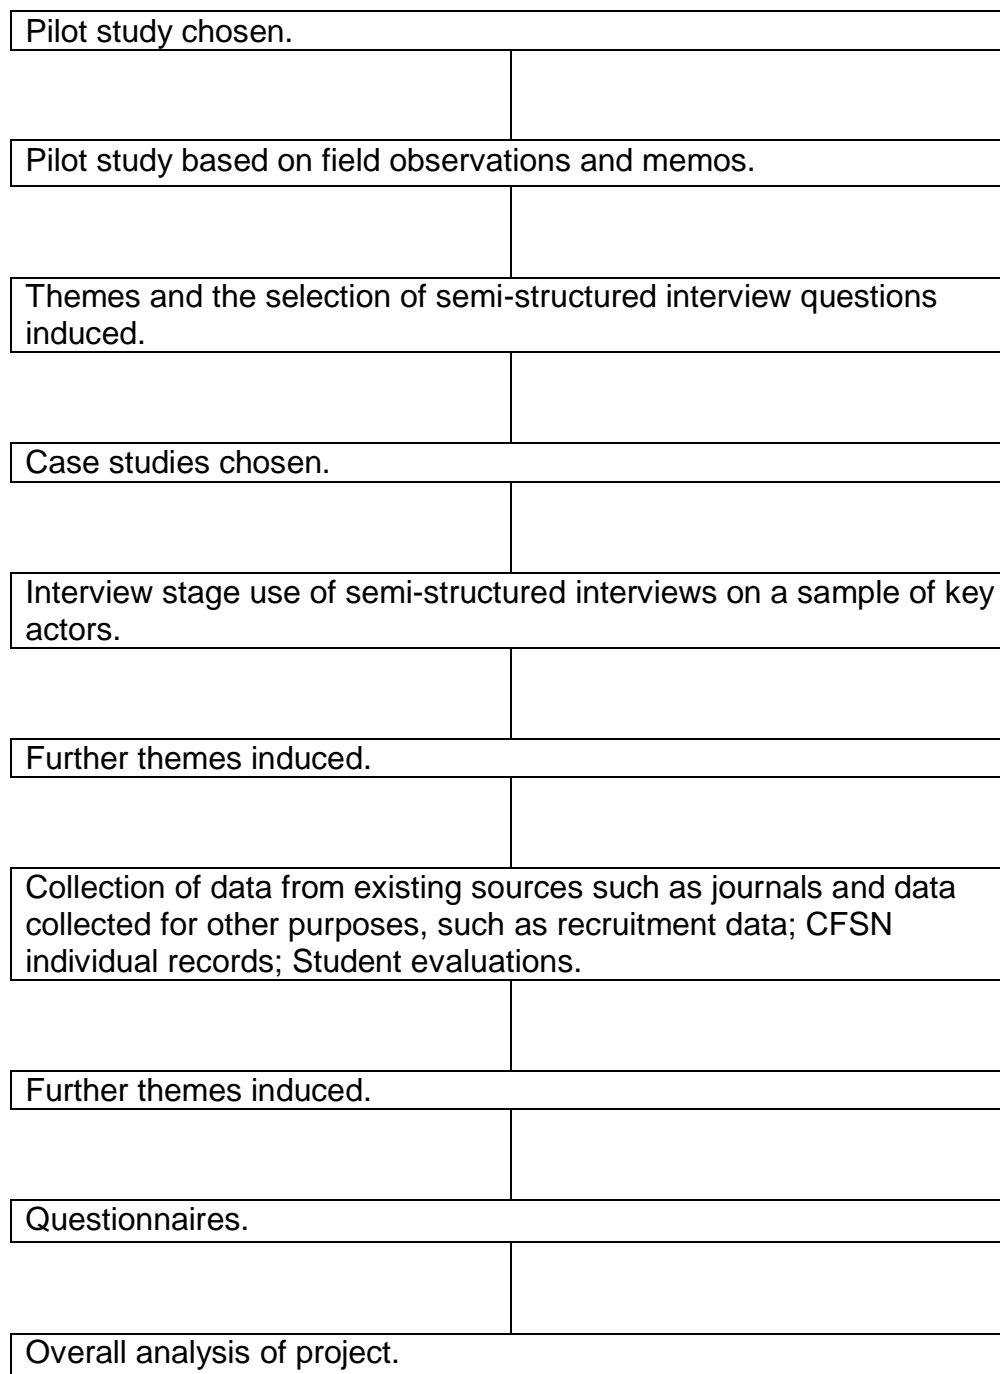 Pilot study chosen.
Pilot study based on field observations and memos.
Themes and the selection of semi-structured interview questions
induced.
Case studies chosen.
Interview stage use of semi-structured interviews on a sample of key
actors.
Further themes induced.
Collection of data from existing sources such as journals and data
collected for other purposes, such as recruitment data; CFSN
individual records; Student evaluations.
Further themes induced.
Questionnaires.
Overall analysis of project.